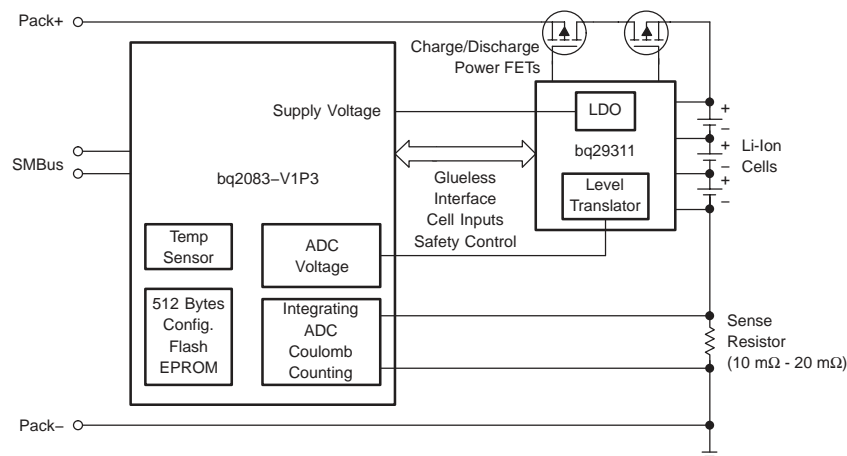 Pack+
Charge/Discharge
Power FETs
Supply Voltage
LDO
bq29311
+
−
+
−
+
−
Li-Ion
Cells
SMBus
bq2083−V1P3
Glueless
Interface
Cell Inputs
Safety Control
Level
Translator
Temp
Sensor
ADC
Voltage
512 Bytes
Config.
Flash
EPROM
Integrating
ADC
Coulomb
Counting
Sense
Resistor
(10 mΩ - 20 mΩ)
Pack−